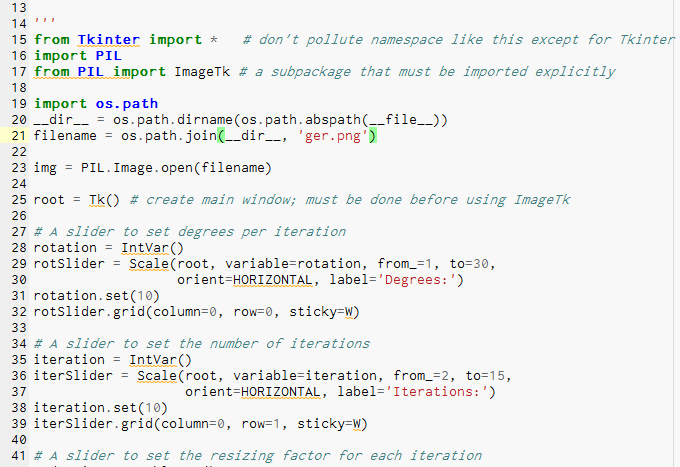 13
14 '''
15 from Tkinter import *   # don't pollute namespace like this except for Tkinter
16 import PIL
17 from PIL import ImageTk # a subpackage that must be imported explicitly
18
19 import os.path
20 __dir__ = os.path.dirname(os.path.abspath(__file__))
21 filename = os.path.join(__dir__, 'ger.png')
22
23 img = PIL.Image.open(filename)
24
25 root = Tk() # create main window; must be done before using ImageTk
26
27 # A slider to set degrees per iteration
28 rotation = IntVar()
29 rotSlider = Scale(root, variable=rotation, from_=1, to=30,
30                   orient=HORIZONTAL, label='Degrees:')
31 rotation.set(10)
32 rotSlider.grid(column=0, row=0, sticky=W)
33
34 # A slider to set the number of iterations
35 iteration = IntVar()
36 iterSlider = Scale(root, variable=iteration, from_=2, to=15,
37                    orient=HORIZONTAL, label='Iterations:')
38 iteration.set(10)
39 iterSlider.grid(column=0, row=1, sticky=W)
40
41 # A slider to set the resizing factor for each iteration